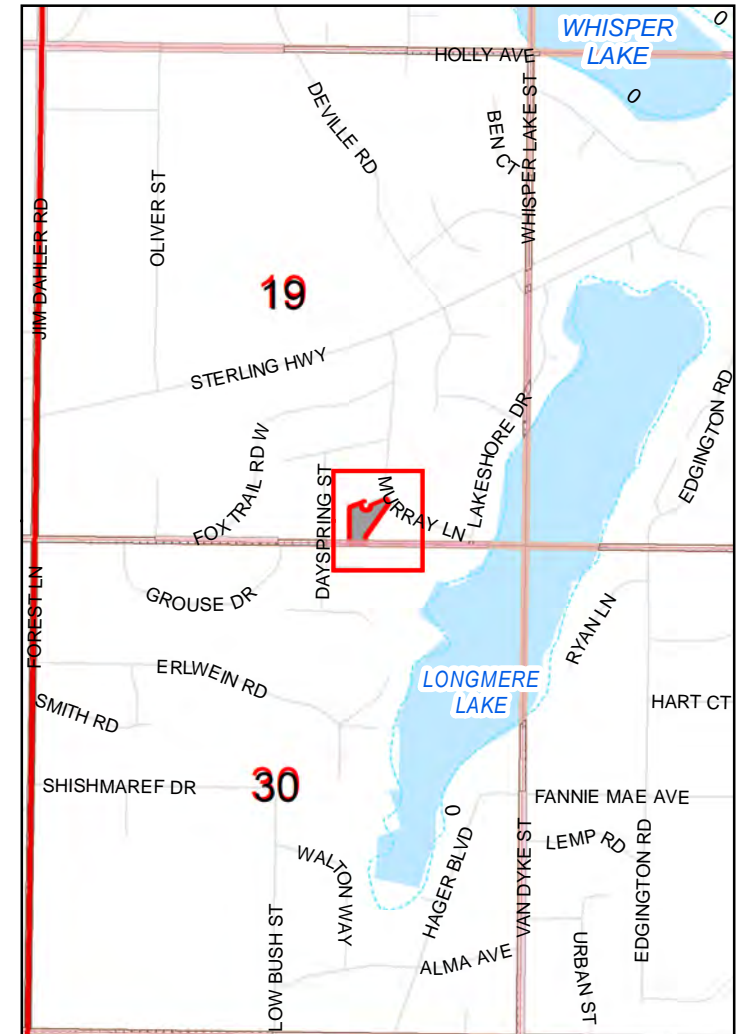 0
WHISPER
LAKE
HOLLY AVE
0
DEVILLE RD
BEN CT
WHISPER LAKE ST
OLIVER ST
JIM DAHLER RD
19
STERLING HWY
EDGINGTON RD
LAKESHORE DR
FOX TRAIL RD W
DAYSPRING ST
MURRAY LN
GROUSE DR
FOREST LN
RYAN LN
ERLWEIN RD
LONGMERE
LAKE
HART CT
SMITH RD
30
SHISHMAREF DR
FANNIE MAE AVE
0
LEMP RD
WALTON WAY
HAGER BLVD
VAN DYKE ST
EDGINGTON RD
LOW BUSH ST
ALMA AVE
URBAN ST